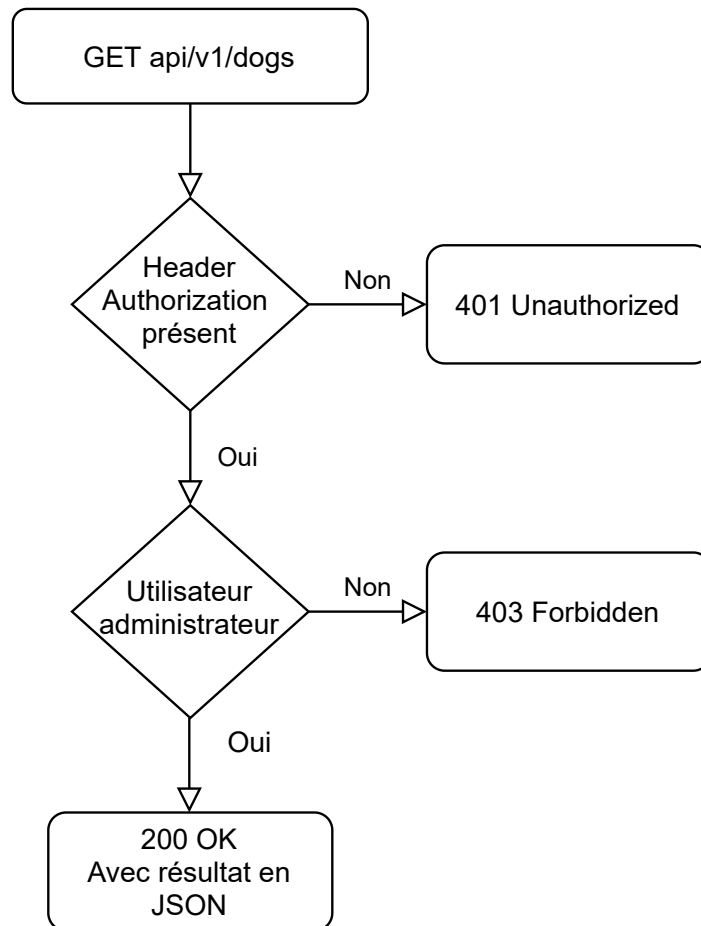 GET api/v1/dogs
Header
Authorization
présent
Non
401 Unauthorized
Oui
Utilisateur
administrateur
Non
403 Forbidden
Oui
200 OK
Avec résultat en
JSON